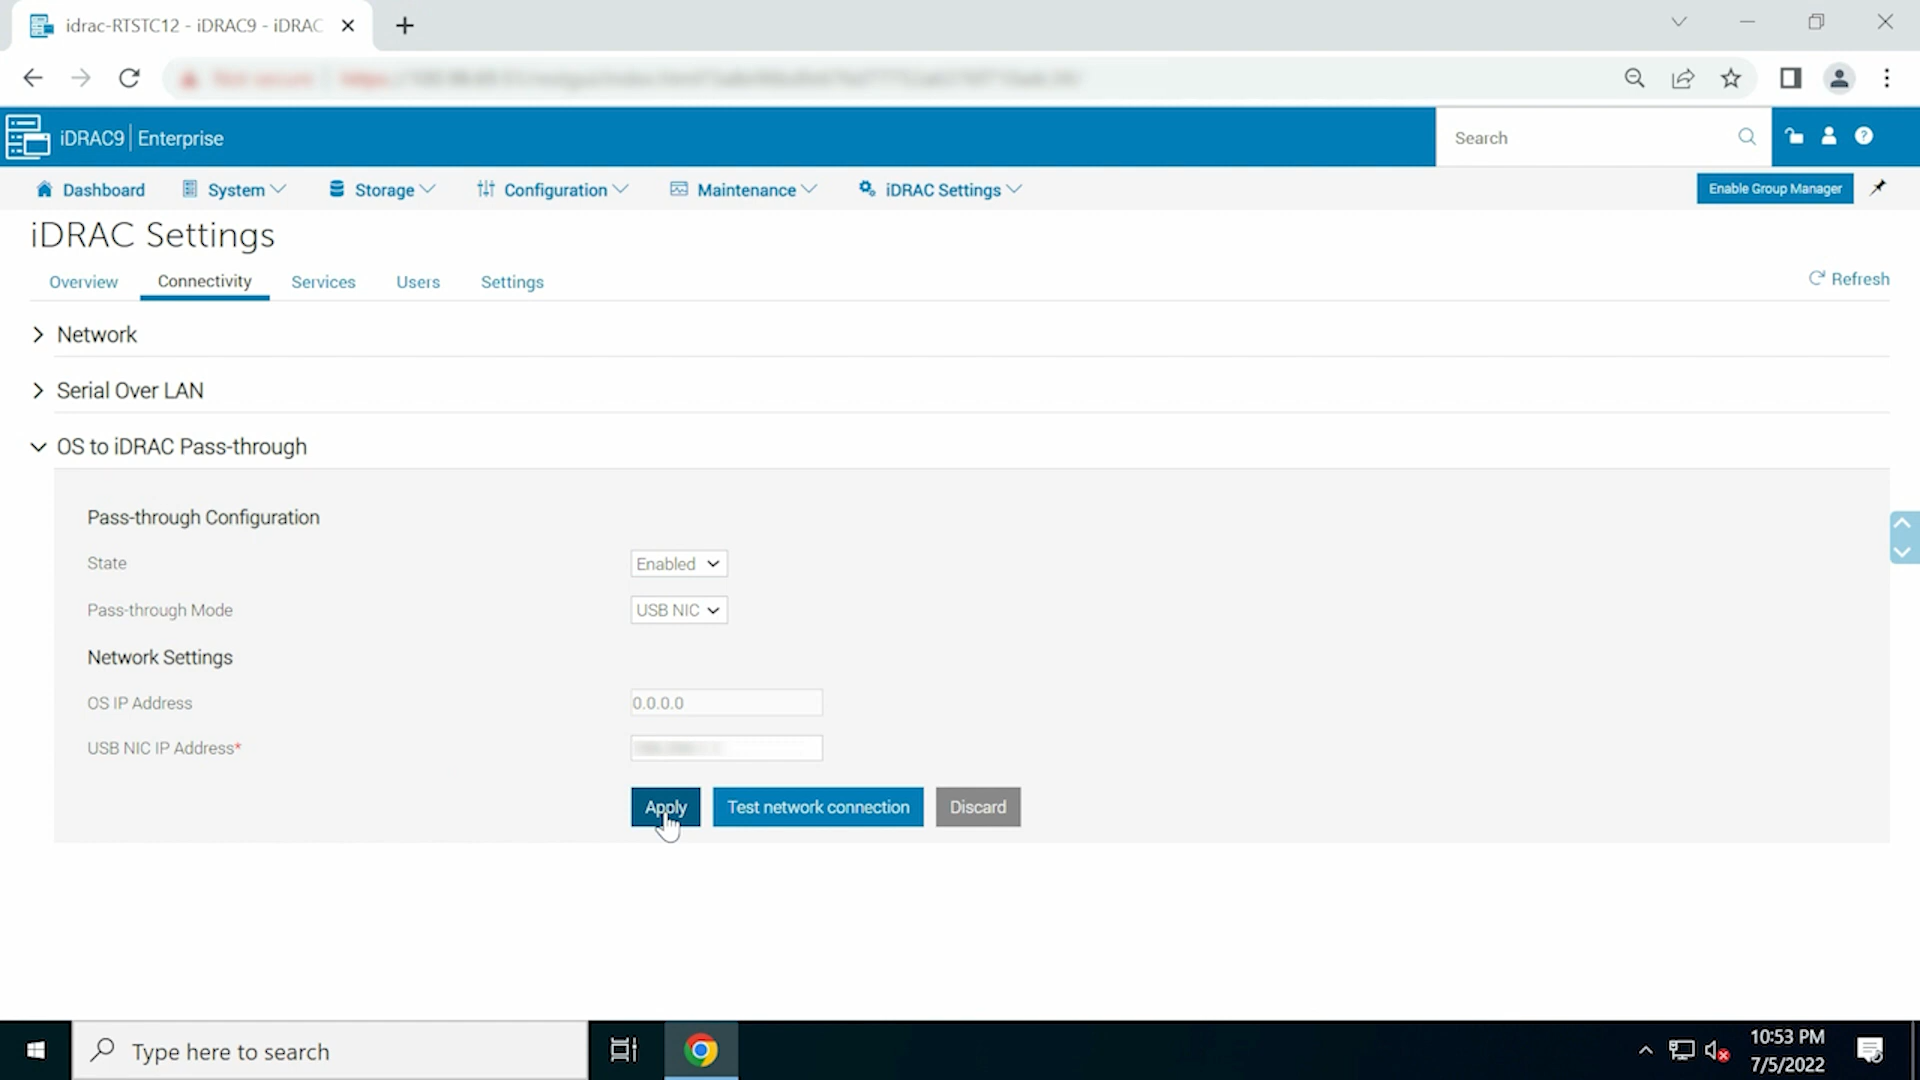 idrac-RTSTC12 - iDRAC9 - iDRAC
iDRAC9 | Enterprise
Search
Dashboard System Storage Configuration Maintenance iDRAC Settings Enable Group Manager
iDRAC Settings
Overview Connectivity Services Users Settings Refresh
Network
Serial Over LAN
OS to iDRAC Pass-through
Pass-through Configuration
State Enabled
Pass-through Mode USB NIC
Network Settings
OS IP Address 0.0.0.0
USB NIC IP Address*
Apply Test network connection Discard
Type here to search
10:53 PM
7/5/2022